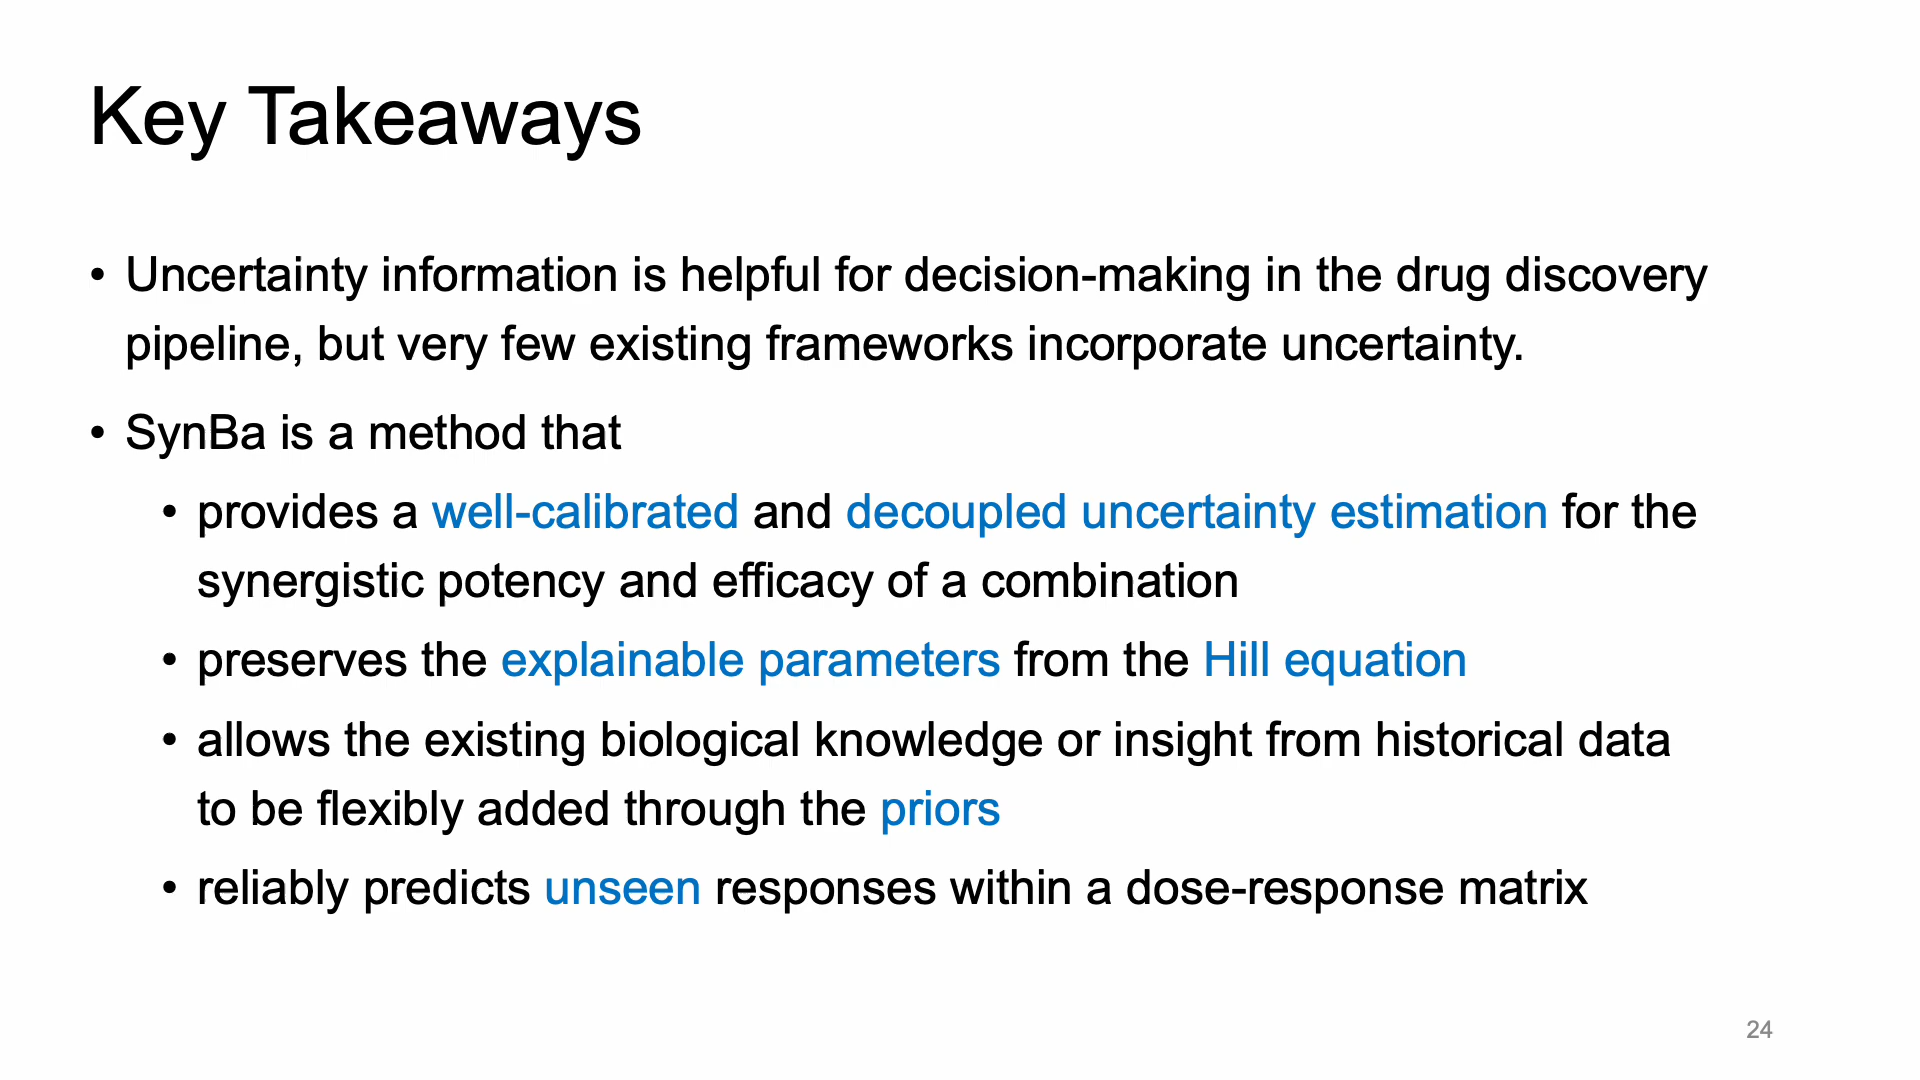 Key Takeaways
• Uncertainty information is helpful for decision-making in the drug discovery
pipeline, but very few existing frameworks incorporate uncertainty.
• SynBa is a method that
• provides a well-calibrated and decoupled uncertainty estimation for the
synergistic potency and efficacy of a combination
• preserves the explainable parameters from the Hill equation
• allows the existing biological knowledge or insight from historical data
to be flexibly added through the priors
• reliably predicts unseen responses within a dose-response matrix
24